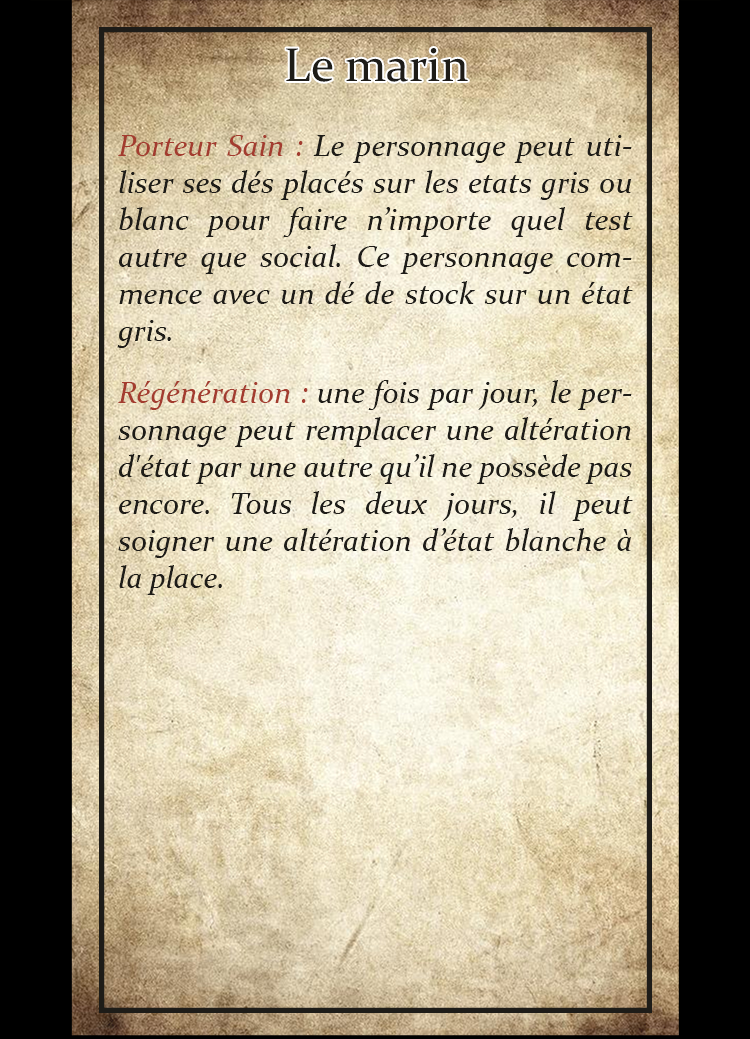 Le marin
Porteur Sain : Le personnage peut uti-
liser ses dés placés sur les etats gris ou
blanc pour faire n’importe quel test
autre que social. Ce personnage com-
mence avec un dé de stock sur un état
gris.
Régénération : une fois par jour, le per-
sonnage peut remplacer une altération
d'état par une autre qu’il ne possède pas
encore. Tous les deux jours, il peut
soigner une altération d’état blanche à
la place.